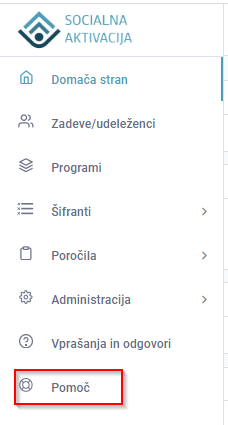 SOCIALNA
AKTIVACIJA
Domača stran
Zadeve/udeleženci
Programi
Šifranti
Poročila
Administracija
Vprašanja in odgovori
Pomoč